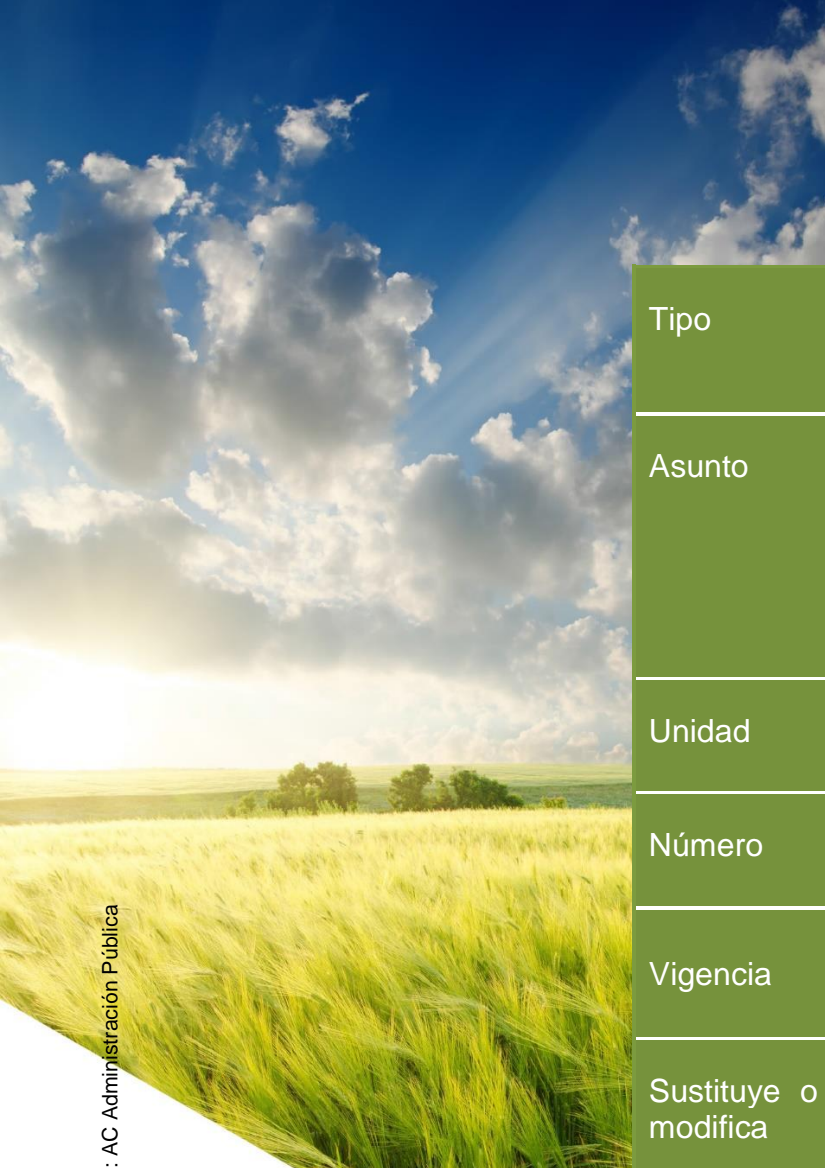 Tipo
Asunto
Unidad
Número
Vigencia
Sustituye o
modifica
: AC Administración Pública